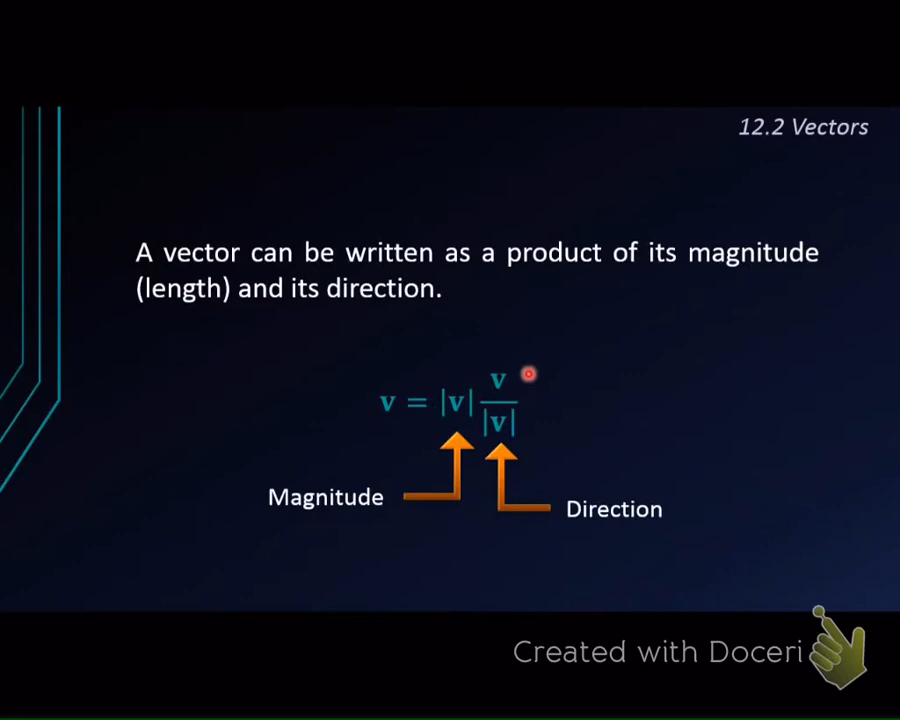 12.2 Vectors
A vector can be written as a product of its magnitude
(length) and its direction.
v = |v| v/|v|
Magnitude
Direction
Created with Doceri